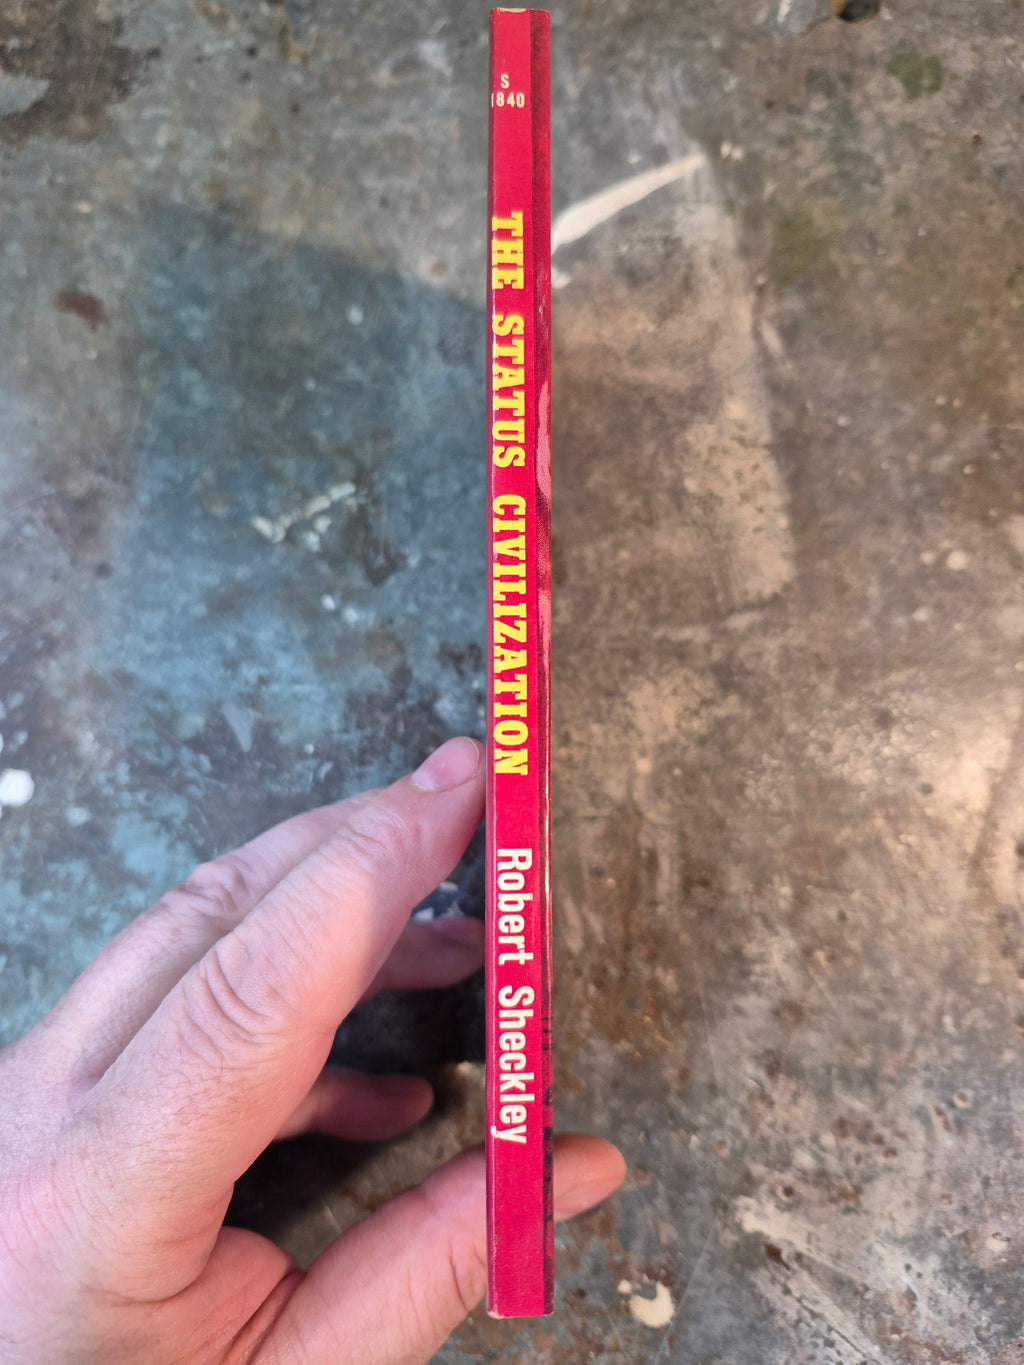 S
1840
THE STATUS CIVILIZATION Robert Sheckley